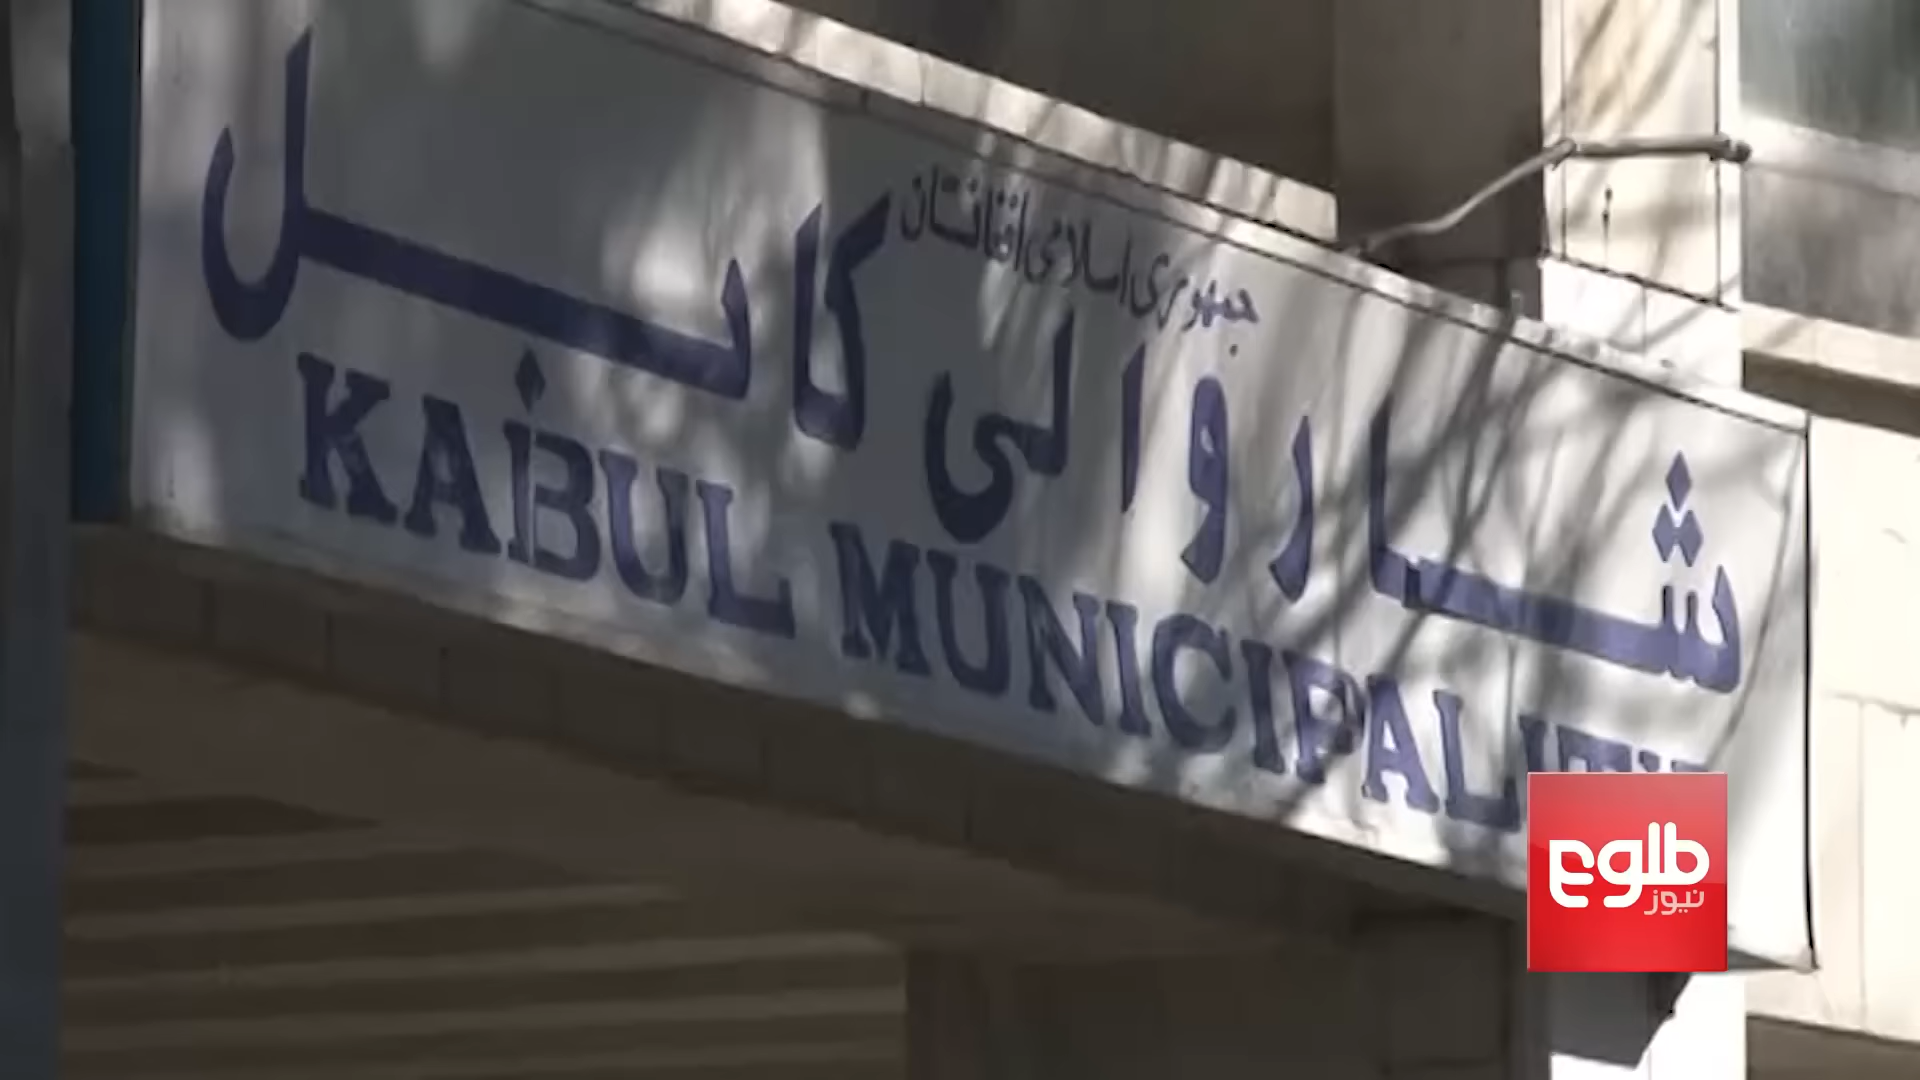 جمهوری اسلامی افغانستان
شاروالی کابل
KABUL MUNICIPALITY
طلوع
نیوز